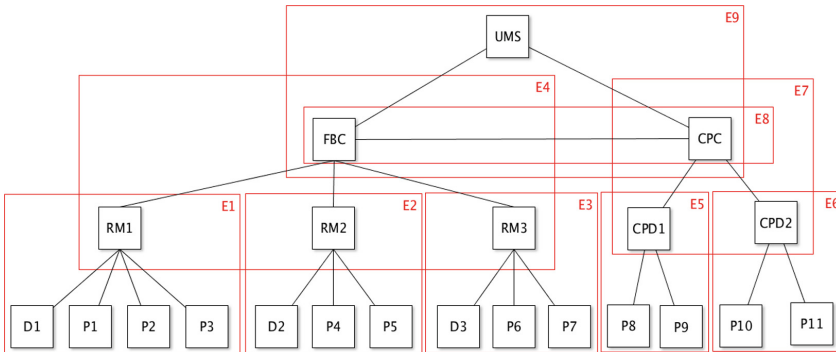 E9
UMS
E4
E7
E8
FBC
CPC
E1
E2
E3
E5
E6
RM1
RM2
RM3
CPD1
CPD2
D1
P1
P2
P3
D2
P4
P5
D3
P6
P7
P8
P9
P10
P11